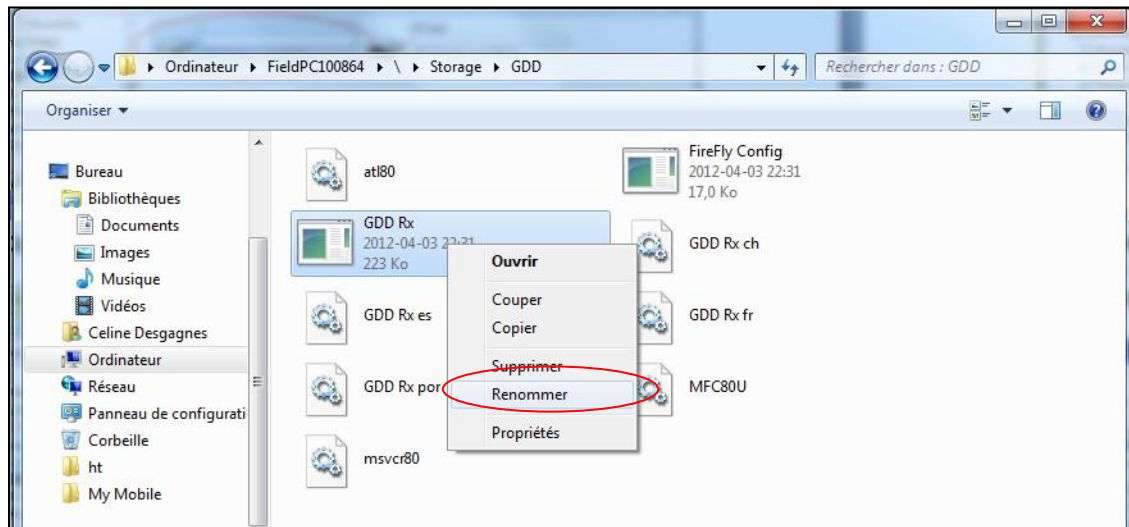 Ordinateur ▸ FieldPC100864 ▸ \ ▸ Storage ▸ GDD
Rechercher dans : GDD
Organiser
Bureau
Bibliothèques
Documents
Images
Musique
Vidéos
Celine Desgagnes
Ordinateur
Réseau
Panneau de configurati
Corbeille
ht
My Mobile
atl80
FireFly Config
2012-04-03 22:31
17,0 Ko
GDD Rx
2012-04-03 22:31
223 Ko
GDD Rx ch
GDD Rx es
GDD Rx fr
GDD Rx por
MFC80U
msvcr80
Ouvrir
Couper
Copier
Supprimer
Renommer
Propriétés